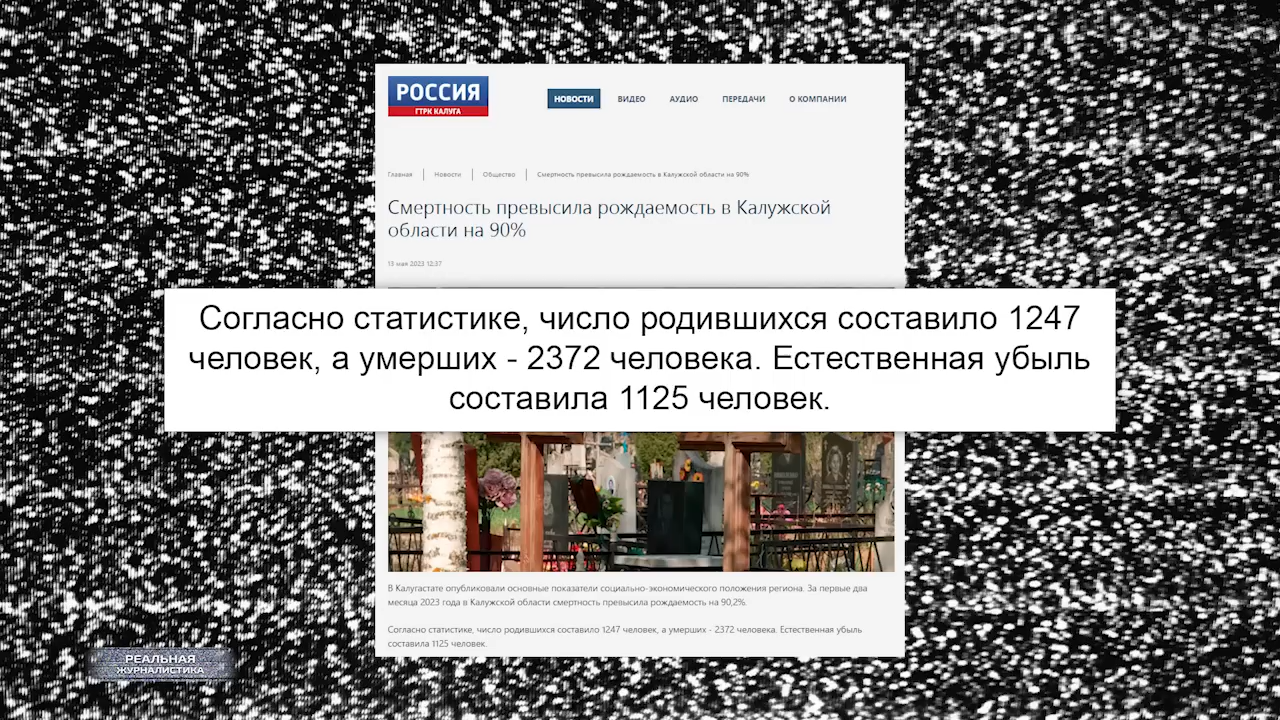 РОССИЯ
ГТРК КАЛУГА
НОВОСТИ ВИДЕО АУДИО ПЕРЕДАЧИ О КОМПАНИИ
Главная Новости Общество Смертность превысила рождаемость в Калужской области на 90%
Смертность превысила рождаемость в Калужской
области на 90%
13 мая 2023 12:37
Согласно статистике, число родившихся составило 1247
человек, а умерших - 2372 человека. Естественная убыль
составила 1125 человек.
В Калугастате опубликовали основные показатели социально-экономического положения региона. За первые два
месяца 2023 года в Калужской области смертность превысила рождаемость на 90,2%.
Согласно статистике, число родившихся составило 1247 человек, а умерших - 2372 человека. Естественная убыль
составила 1125 человек.
РЕАЛЬНАЯ
ЖУРНАЛИСТИКА